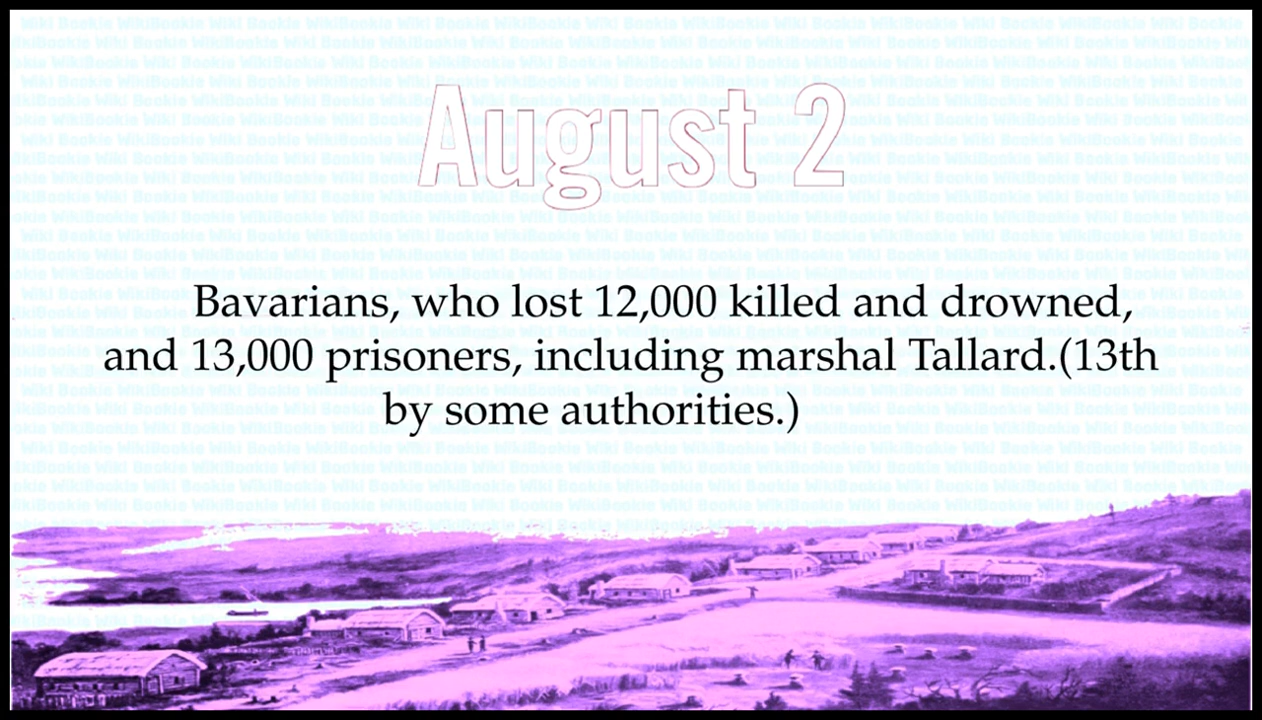 August 2
Bavarians, who lost 12,000 killed and drowned,
and 13,000 prisoners, including marshal Tallard.(13th
by some authorities.)